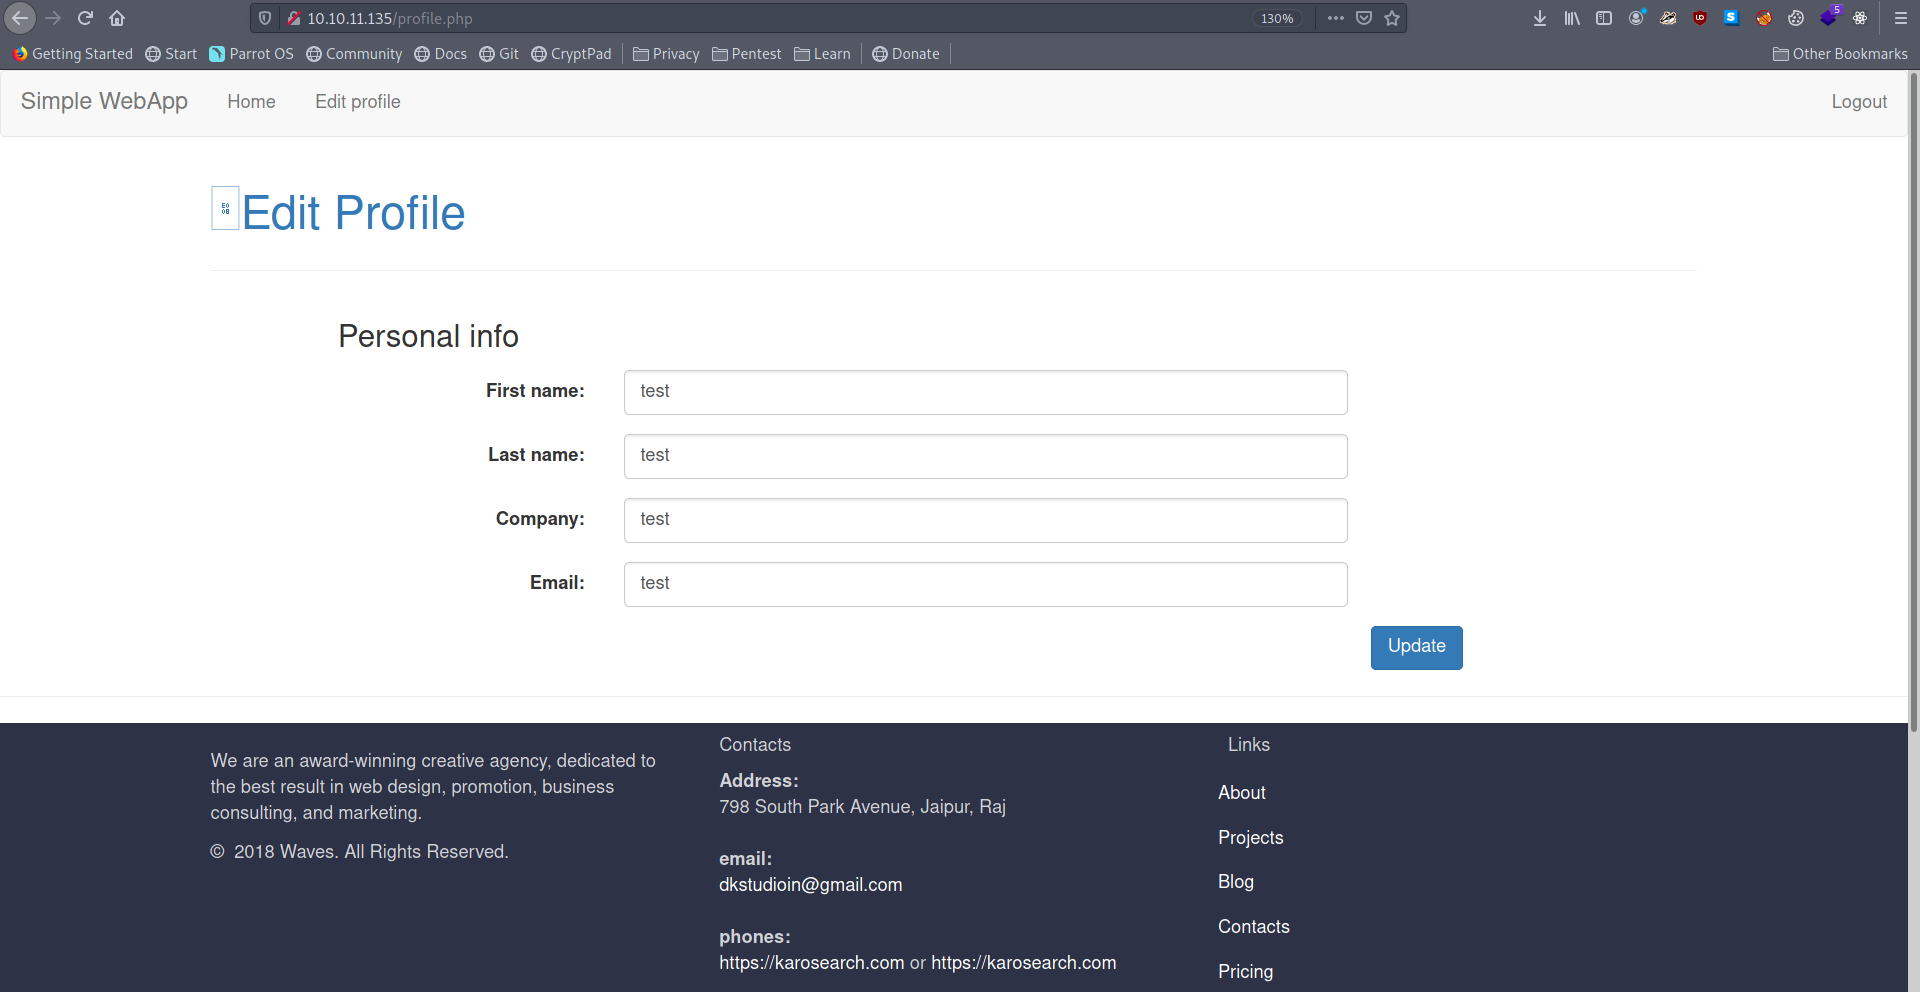 10.10.11.135/profile.php 130%
5
Getting Started Start Parrot OS Community Docs Git CryptPad Privacy Pentest Learn Donate Other Bookmarks
Simple WebApp Home Edit profile Logout
Edit Profile
Personal info
First name: test
Last name: test
Company: test
Email: test
Update
We are an award-winning creative agency, dedicated to
the best result in web design, promotion, business
consulting, and marketing.
© 2018 Waves. All Rights Reserved.
Contacts
Address:
798 South Park Avenue, Jaipur, Raj
email:
dkstudioin@gmail.com
phones:
https://karosearch.com or https://karosearch.com
Links
About
Projects
Blog
Contacts
Pricing